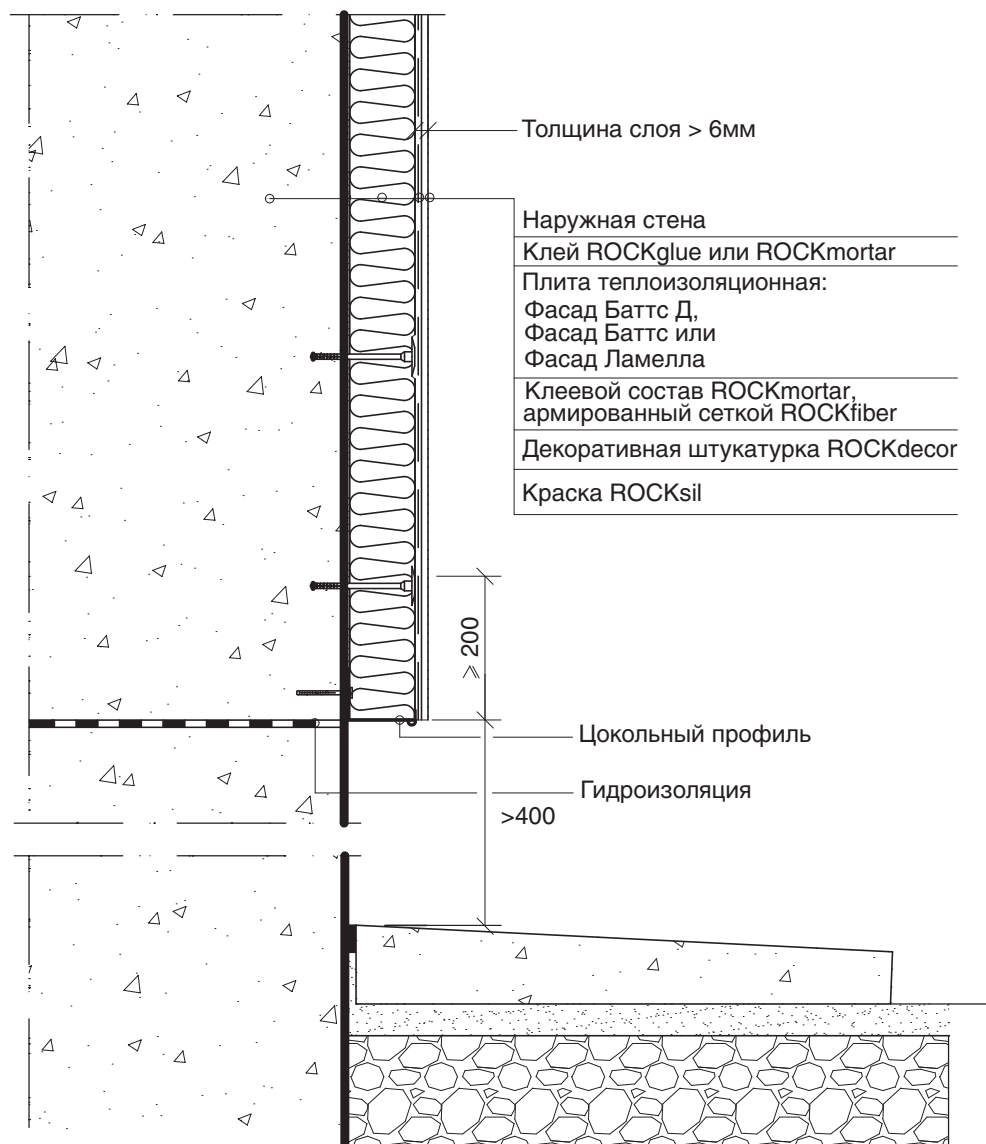 Толщина слоя > 6мм
Наружная стена
Клей ROCKglue или ROCKmortar
Плита теплоизоляционная:
Фасад Баттс Д,
Фасад Баттс или
Фасад Ламелла
Клеевой состав ROCKmortar,
армированный сеткой ROCKfiber
Декоративная штукатурка ROCKdecor
Краска ROCKsil
⩾ 200
Цокольный профиль
Гидроизоляция
>400